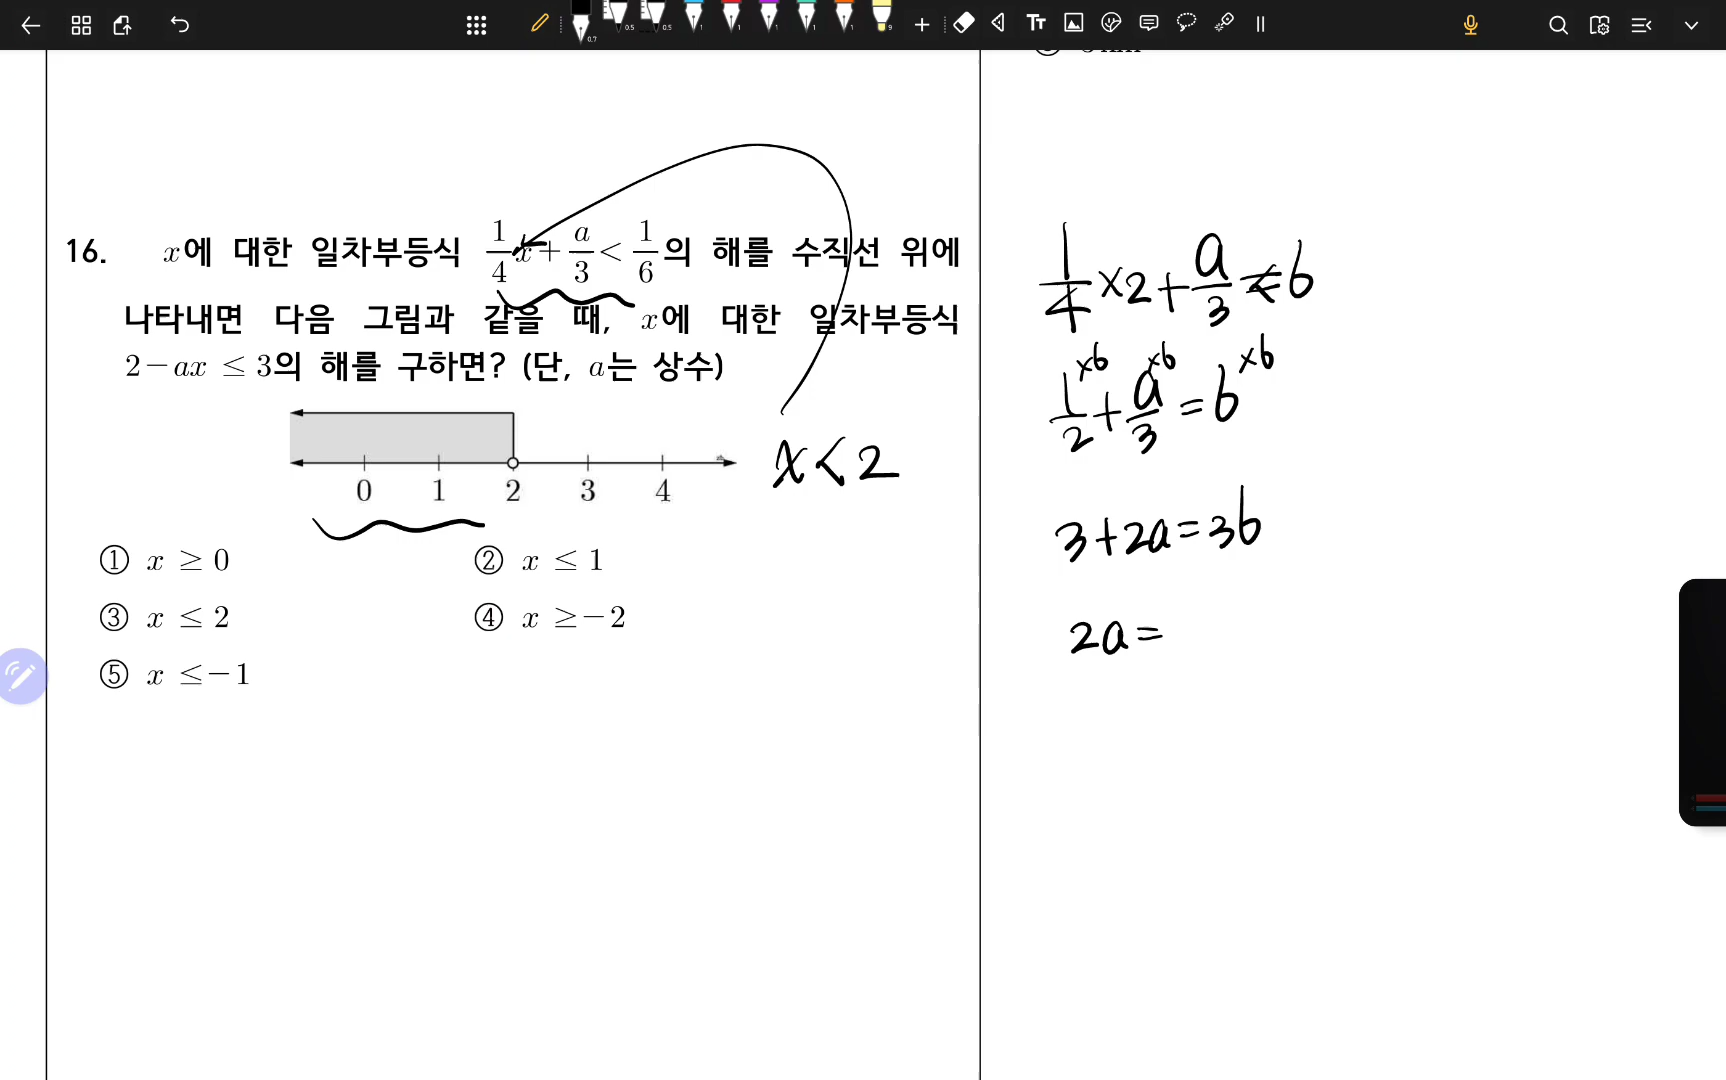 16. x에 대한 일차부등식 1/4 x + a/3 < 1/6의 해를 수직선 위에
나타내면 다음 그림과 같을 때, x에 대한 일차부등식
2-ax ≤ 3의 해를 구하면? (단, a는 상수)
0 1 2 3 4
x<2
① x ≥ 0
② x ≤ 1
③ x ≤ 2
④ x ≥ -2
⑤ x ≤ -1
1/4 ×2 + a/3 < 6
×6 ×6 ×6
1/2 + a/3 = 6
3+2a=36
2a=